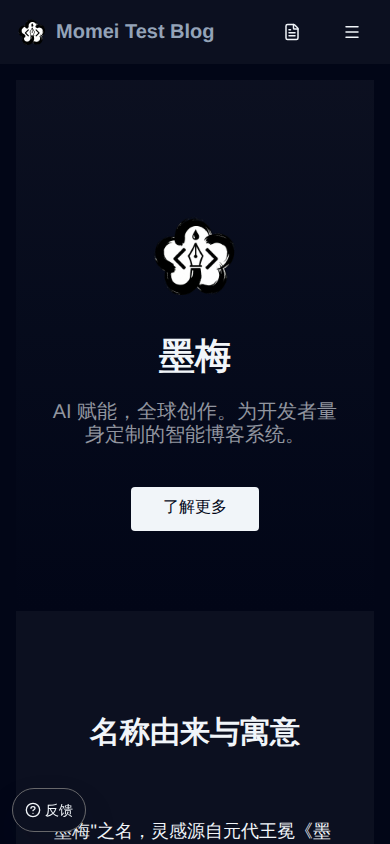 Momei Test Blog
墨梅
AI 赋能，全球创作。为开发者量
身定制的智能博客系统。
了解更多
名称由来与寓意
墨梅"之名，灵感源自元代王冕《墨
反馈